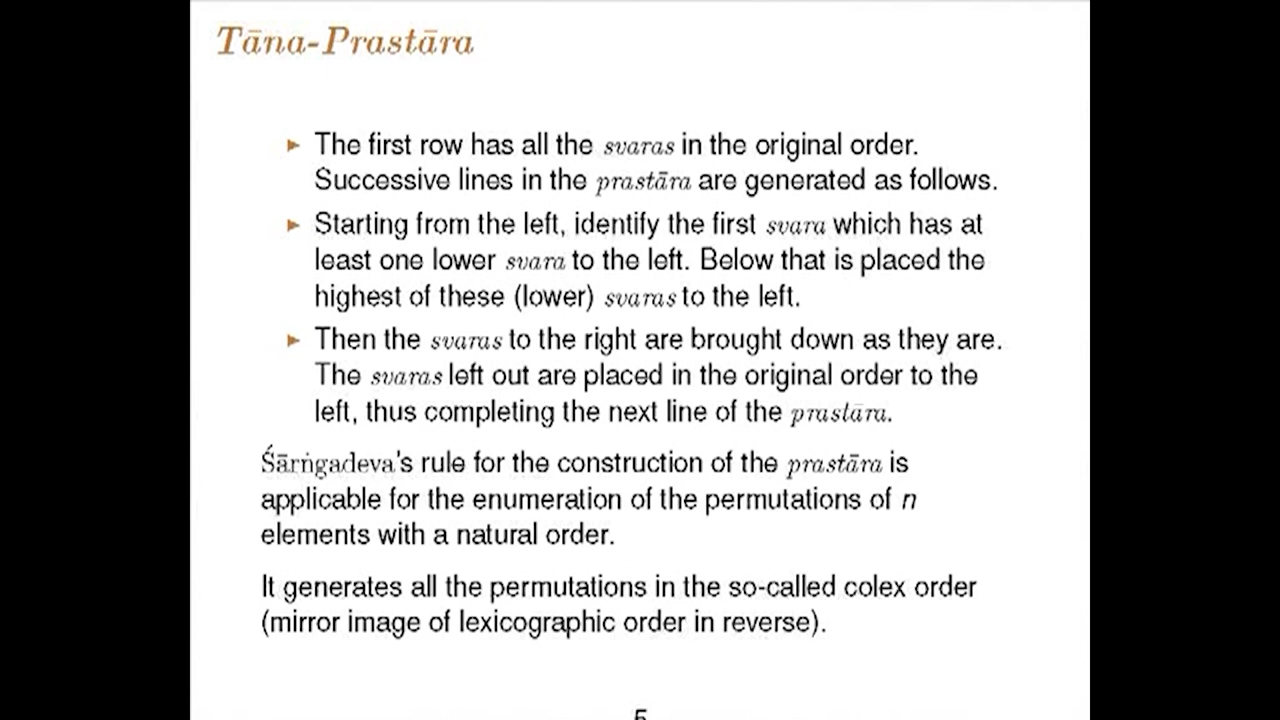 Tāna-Prastāra
► The first row has all the svaras in the original order.
Successive lines in the prastāra are generated as follows.
► Starting from the left, identify the first svara which has at
least one lower svara to the left. Below that is placed the
highest of these (lower) svaras to the left.
► Then the svaras to the right are brought down as they are.
The svaras left out are placed in the original order to the
left, thus completing the next line of the prastāra.
Śārṅgadeva's rule for the construction of the prastāra is
applicable for the enumeration of the permutations of n
elements with a natural order.
It generates all the permutations in the so-called colex order
(mirror image of lexicographic order in reverse).